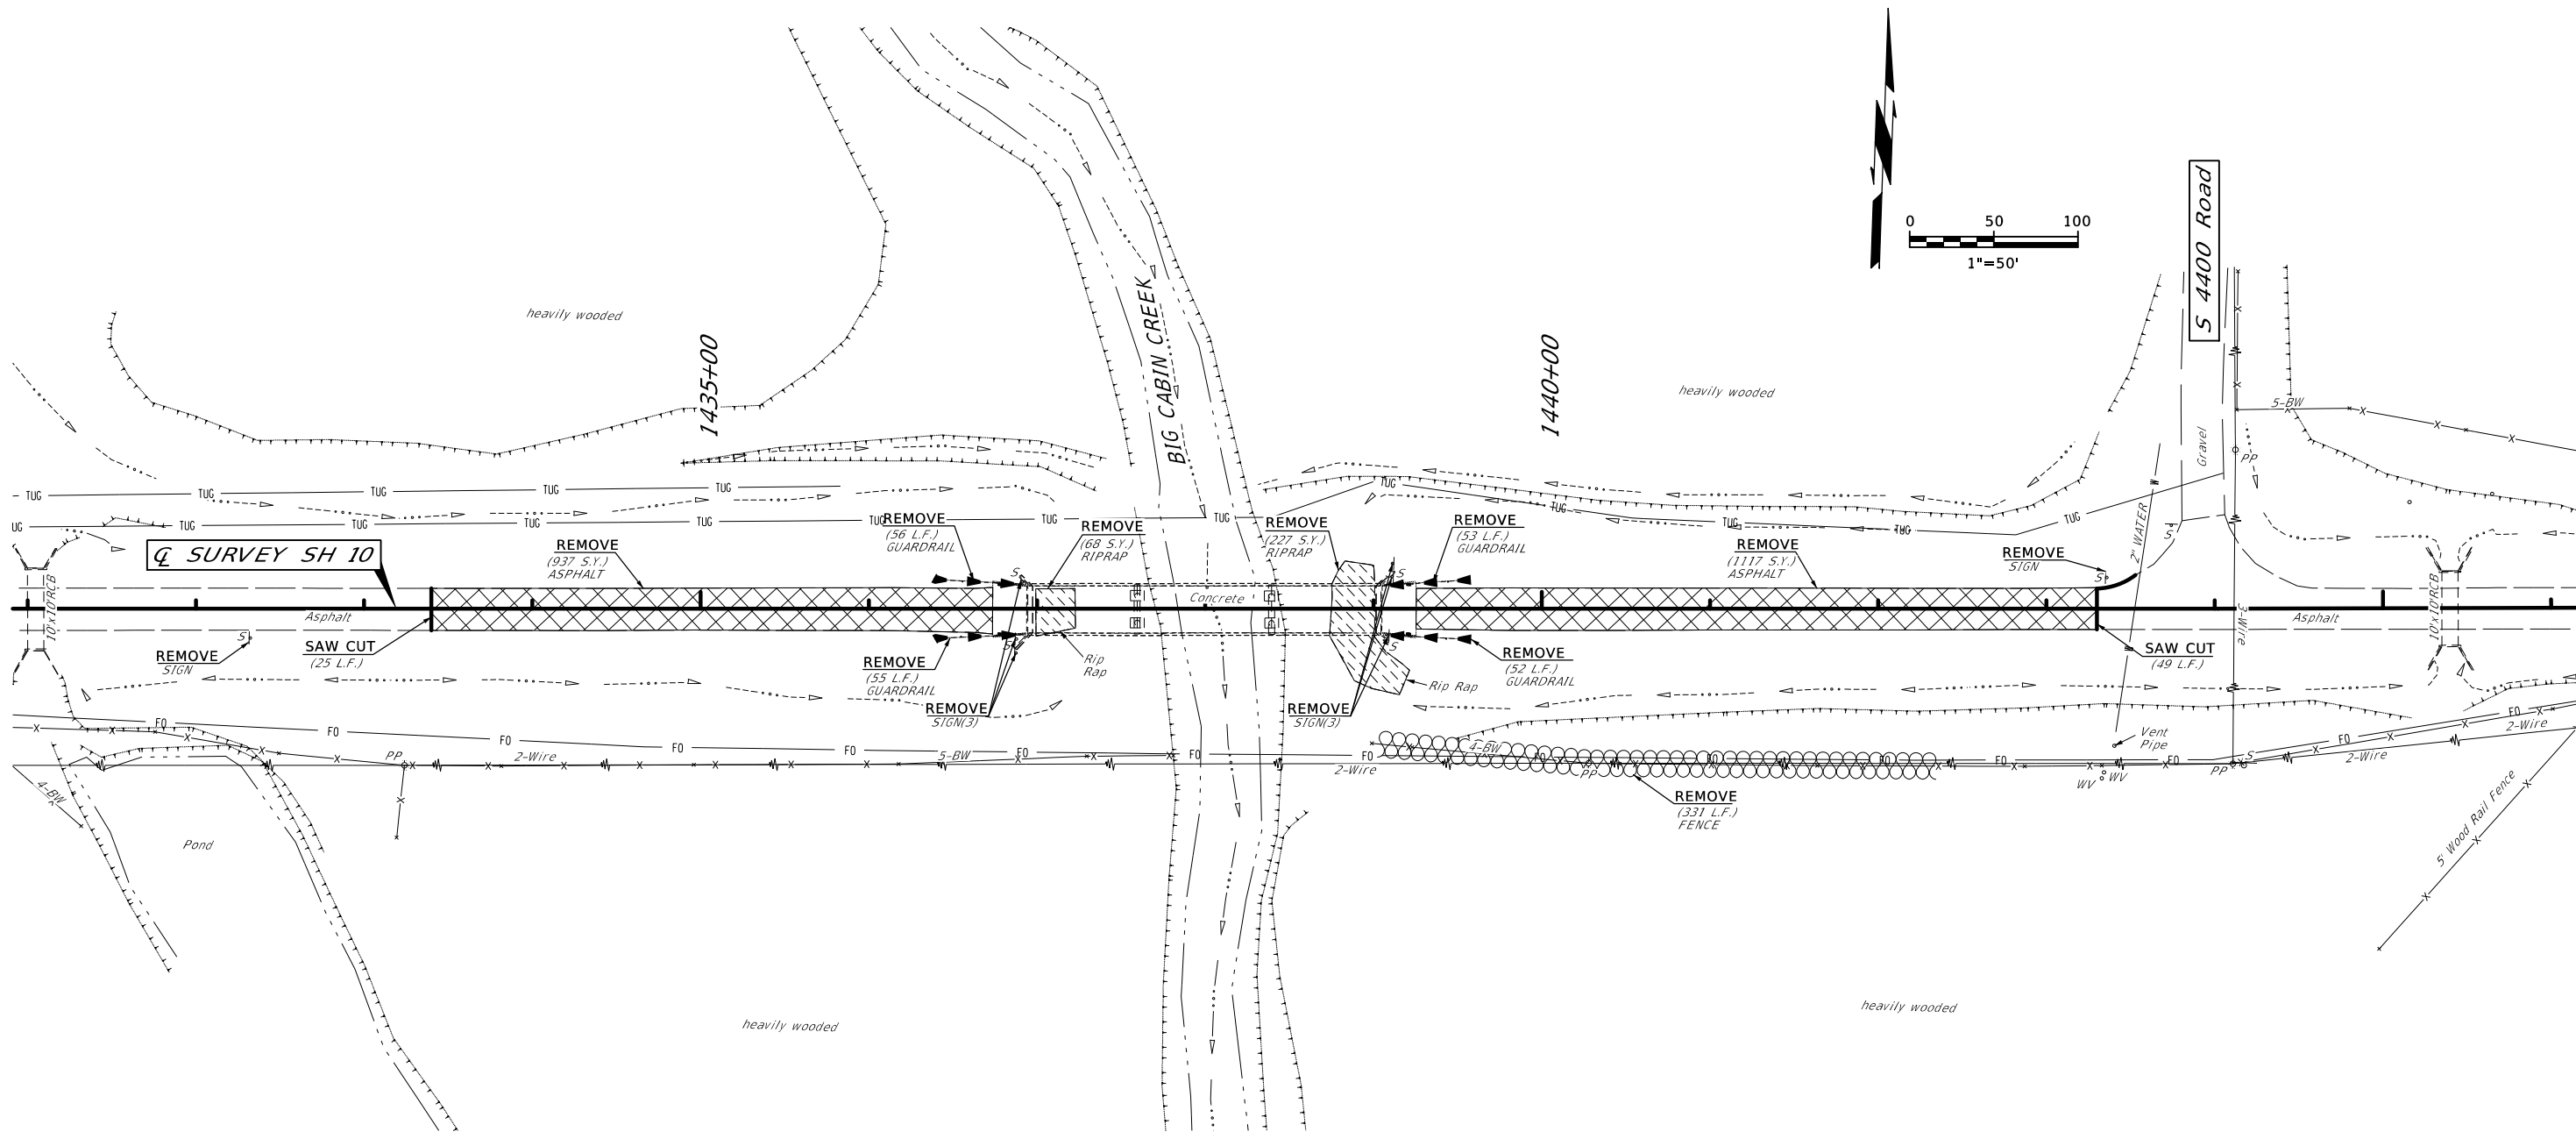 0 50 100
1"=50'
S 4400 Road
heavily wooded
1435+00
BIG CABIN CREEK
1440+00
heavily wooded
5-BW
Gravel
PP
TUG TUG TUG TUG TUG
TUG
UG TUG TUG TUG TUG TUG TUG TUG
TUG TUG TUG TUG
2" WATER
S
℄ SURVEY SH 10
REMOVE
(937 S.Y.)
ASPHALT
REMOVE
(56 L.F.)
GUARDRAIL
REMOVE
(68 S.Y.)
RIPRAP
REMOVE
(227 S.Y.)
RIPRAP
REMOVE
(53 L.F.)
GUARDRAIL
REMOVE
(1117 S.Y.)
ASPHALT
REMOVE
SIGN
S
S
S
10'x10'RCB
Asphalt
Concrete
3-Wire
Asphalt
10'x10'RCB
S
REMOVE
SIGN
SAW CUT
(25 L.F.)
REMOVE
(55 L.F.)
GUARDRAIL
S
Rip
Rap
S
Rip Rap
REMOVE
(52 L.F.)
GUARDRAIL
SAW CUT
(49 L.F.)
REMOVE
SIGN(3)
REMOVE
SIGN(3)
FO FO FO FO FO FO FO FO FO FO FO FO FO
PP
2-Wire
5-BW
2-Wire
4-BW
PP
Vent
Pipe
WV WV
PP
S
2-Wire
2-Wire
4-BW
REMOVE
(331 L.F.)
FENCE
5' Wood Rail Fence
Pond
heavily wooded
heavily wooded